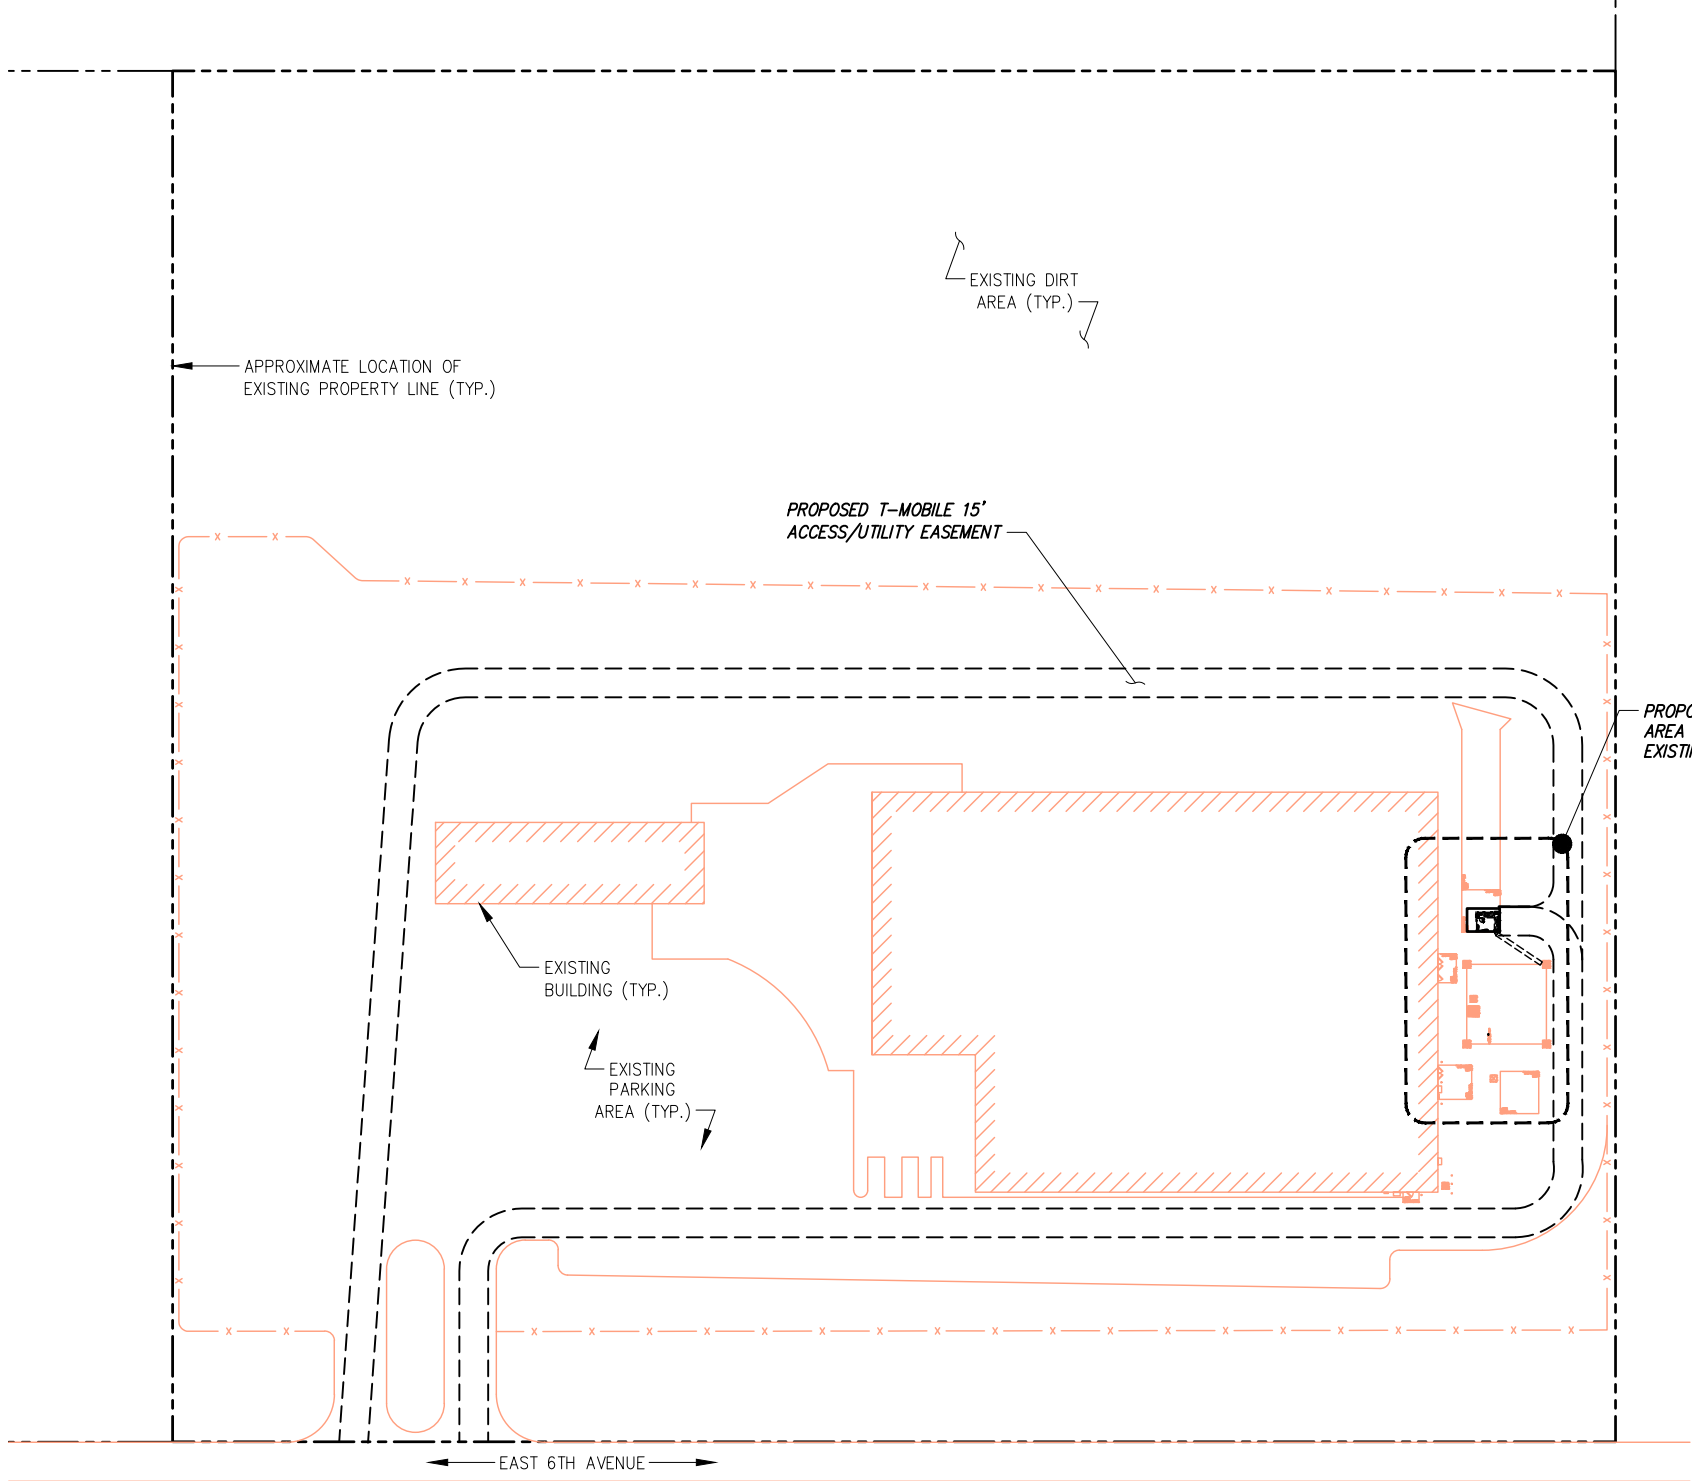 EXISTING DIRT
AREA (TYP.)
APPROXIMATE LOCATION OF
EXISTING PROPERTY LINE (TYP.)
PROPOSED T-MOBILE 15'
ACCESS/UTILITY EASEMENT
AREA
EXISTING
BUILDING (TYP.)
EXISTING
PARKING
AREA (TYP.)
EAST 6TH AVENUE